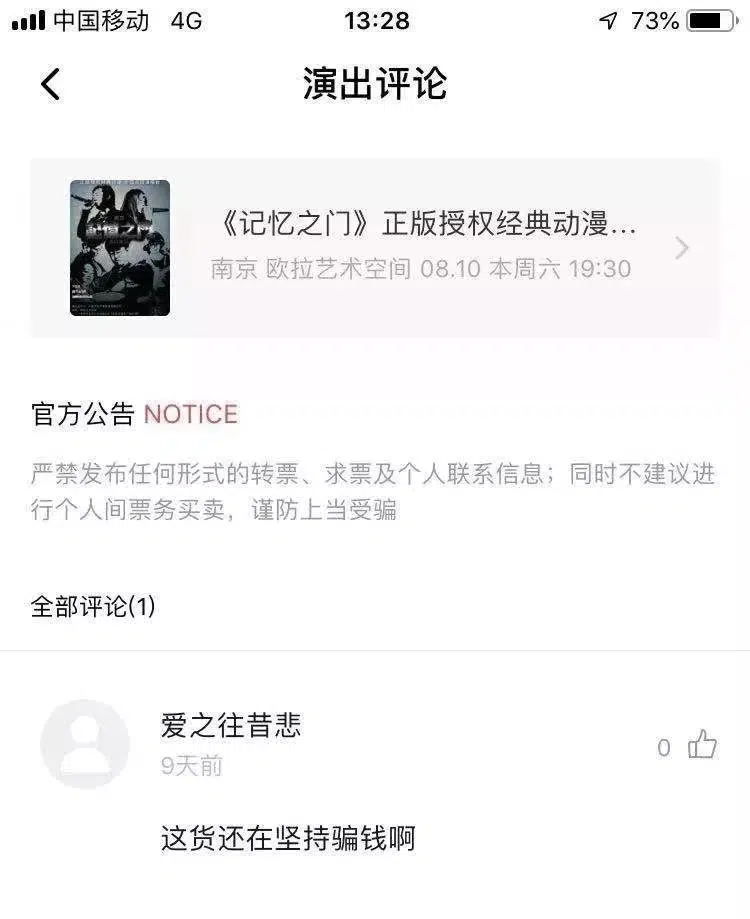 中国移动 4G 13:28 73%
演出评论
《记忆之门》正版授权经典动漫...
南京 欧拉艺术空间 08.10 本周六 19:30
官方公告 NOTICE
严禁发布任何形式的转票、求票及个人联系信息；同时不建议进
行个人间票务买卖，谨防上当受骗
全部评论(1)
爱之往昔悲
9天前
0
这货还在坚持骗钱啊